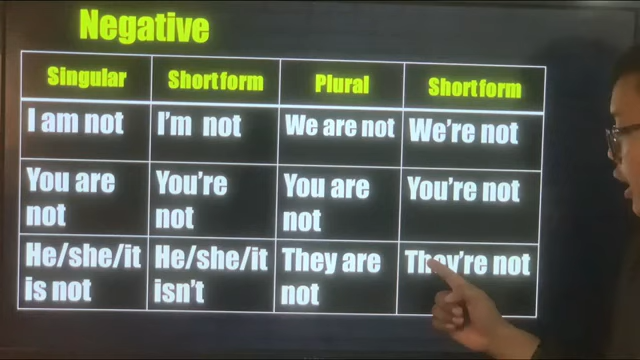 Negative
Singular Short form Plural Short form
I am not I'm not We are not We're not
You are not You're not You are not You're not
He/she/it is not He/she/it isn't They are not They're not